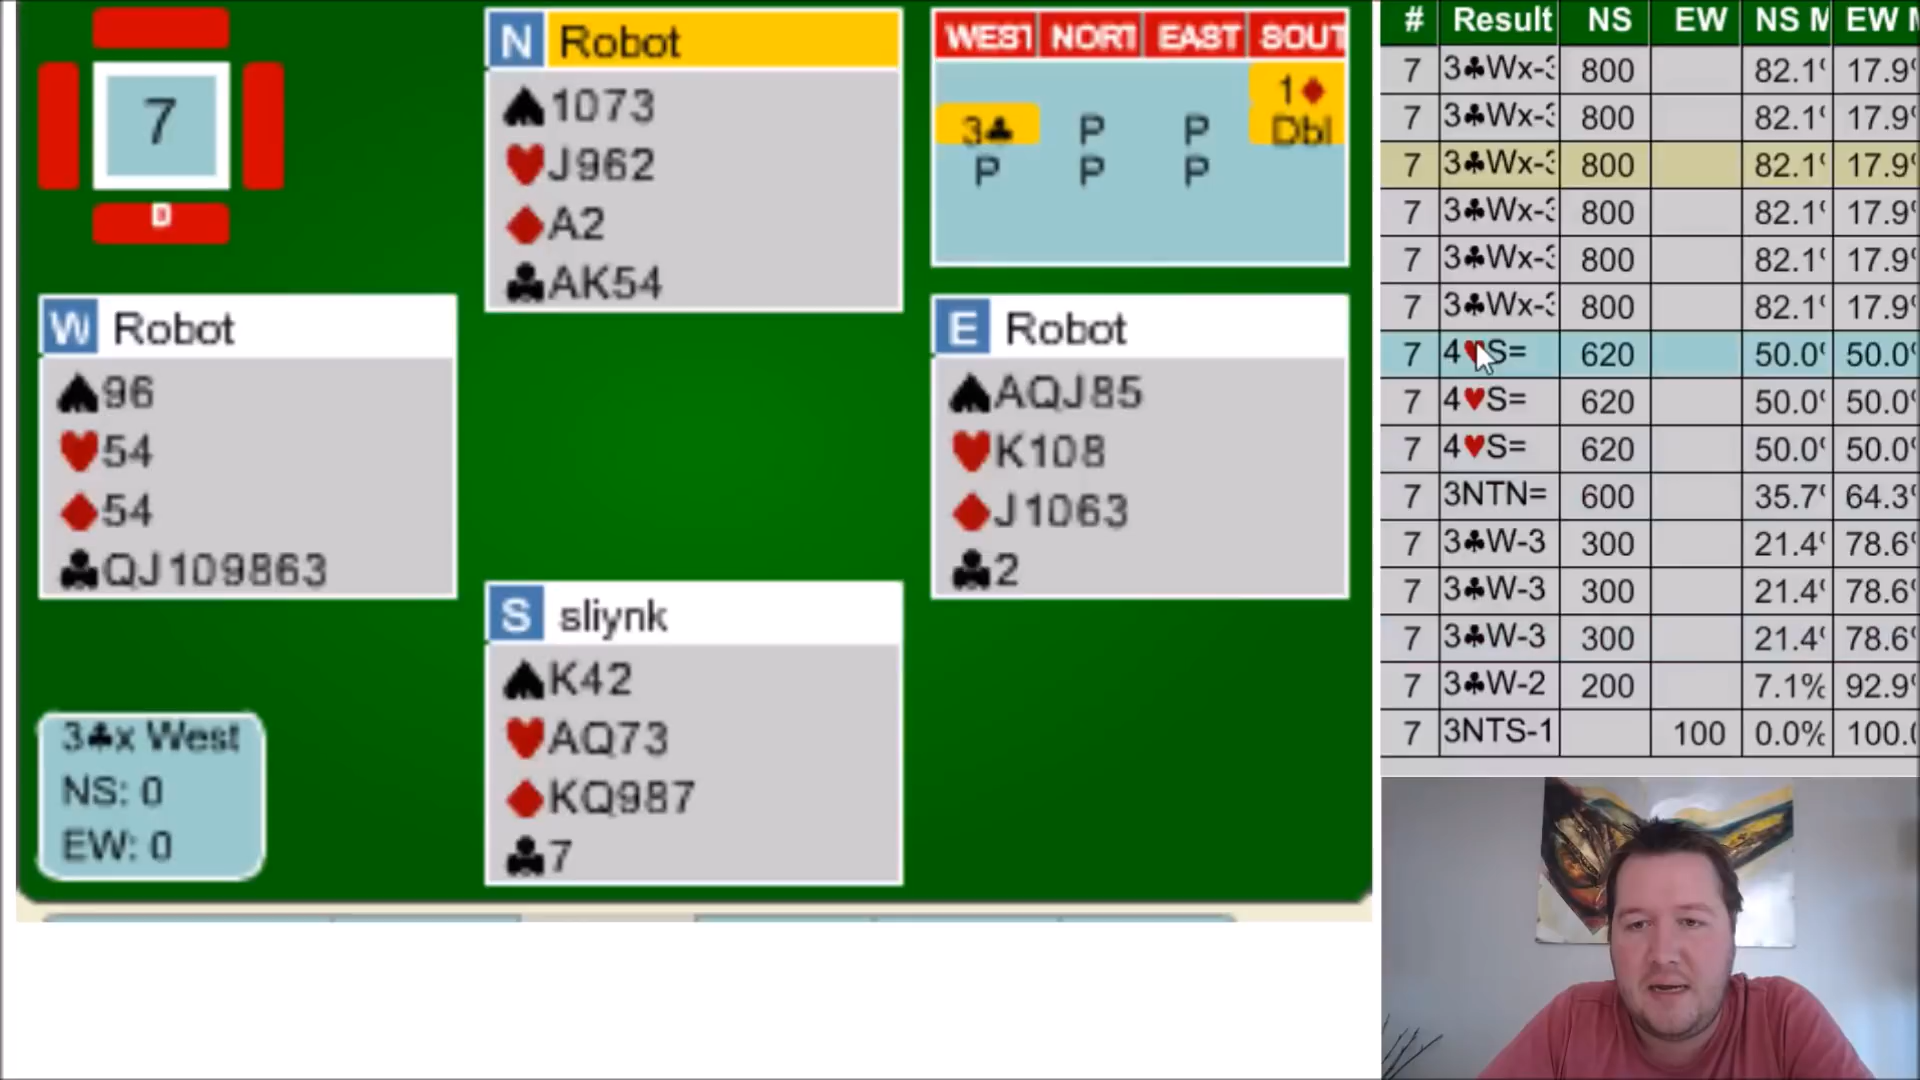 7
D
N Robot
♠1073
♥J962
♦A2
♣AK54
WEST NORT EAST SOUT
1♦
3♣ P P Dbl
P P P
W Robot
♠96
♥54
♦54
♣QJ109863
E Robot
♠AQJ85
♥K108
♦J1063
♣2
S sliynk
♠K42
♥AQ73
♦KQ987
♣7
3♣x West
NS: 0
EW: 0
# Result NS EW NS M EW M
7 3♣Wx-3 800 82.1% 17.9%
7 3♣Wx-3 800 82.1% 17.9%
7 3♣Wx-3 800 82.1% 17.9%
7 3♣Wx-3 800 82.1% 17.9%
7 3♣Wx-3 800 82.1% 17.9%
7 3♣Wx-3 800 82.1% 17.9%
7 4♥S= 620 50.0% 50.0%
7 4♥S= 620 50.0% 50.0%
7 4♥S= 620 50.0% 50.0%
7 3NTN= 600 35.7% 64.3%
7 3♣W-3 300 21.4% 78.6%
7 3♣W-3 300 21.4% 78.6%
7 3♣W-3 300 21.4% 78.6%
7 3♣W-2 200 7.1% 92.9%
7 3NTS-1 100 0.0% 100.0